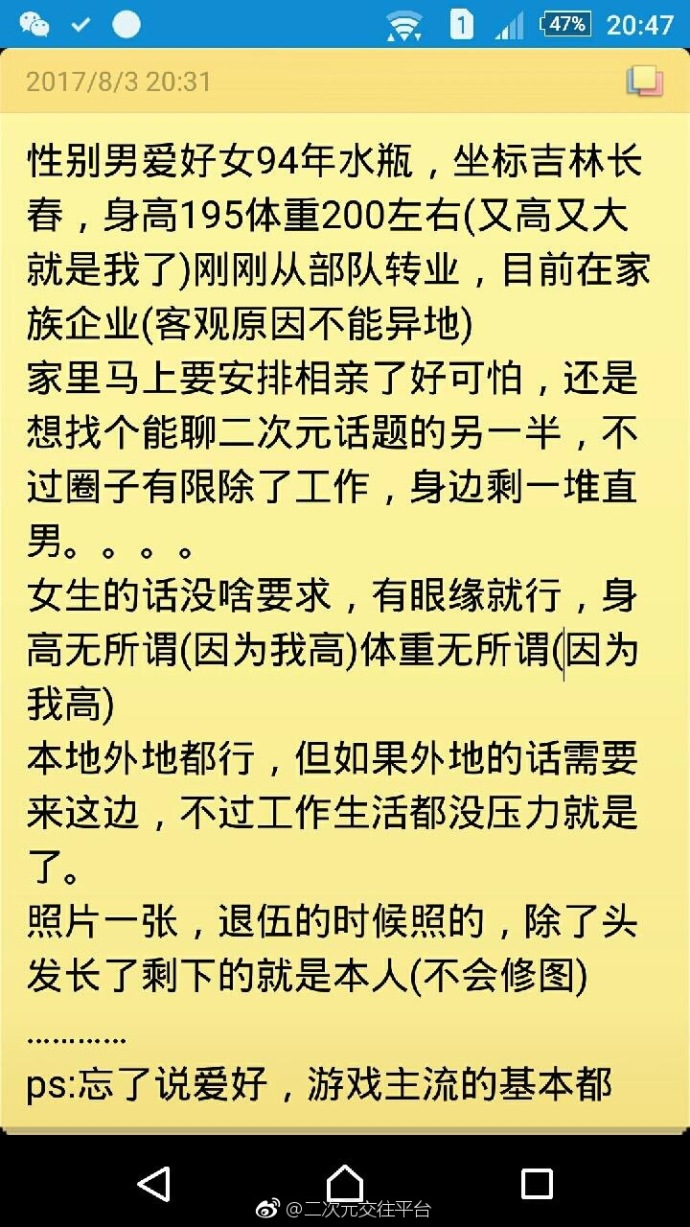 1 47% 20:47
2017/8/3 20:31
性别男爱好女94年水瓶，坐标吉林长
春，身高195体重200左右(又高又大
就是我了)刚刚从部队转业，目前在家
族企业(客观原因不能异地)
家里马上要安排相亲了好可怕，还是
想找个能聊二次元话题的另一半，不
过圈子有限除了工作，身边剩一堆直
男。。。。
女生的话没啥要求，有眼缘就行，身
高无所谓(因为我高)体重无所谓(因为
我高)
本地外地都行，但如果外地的话需要
来这边，不过工作生活都没压力就是
了。
照片一张，退伍的时候照的，除了头
发长了剩下的就是本人(不会修图)
…………
ps:忘了说爱好，游戏主流的基本都
@二次元交往平台